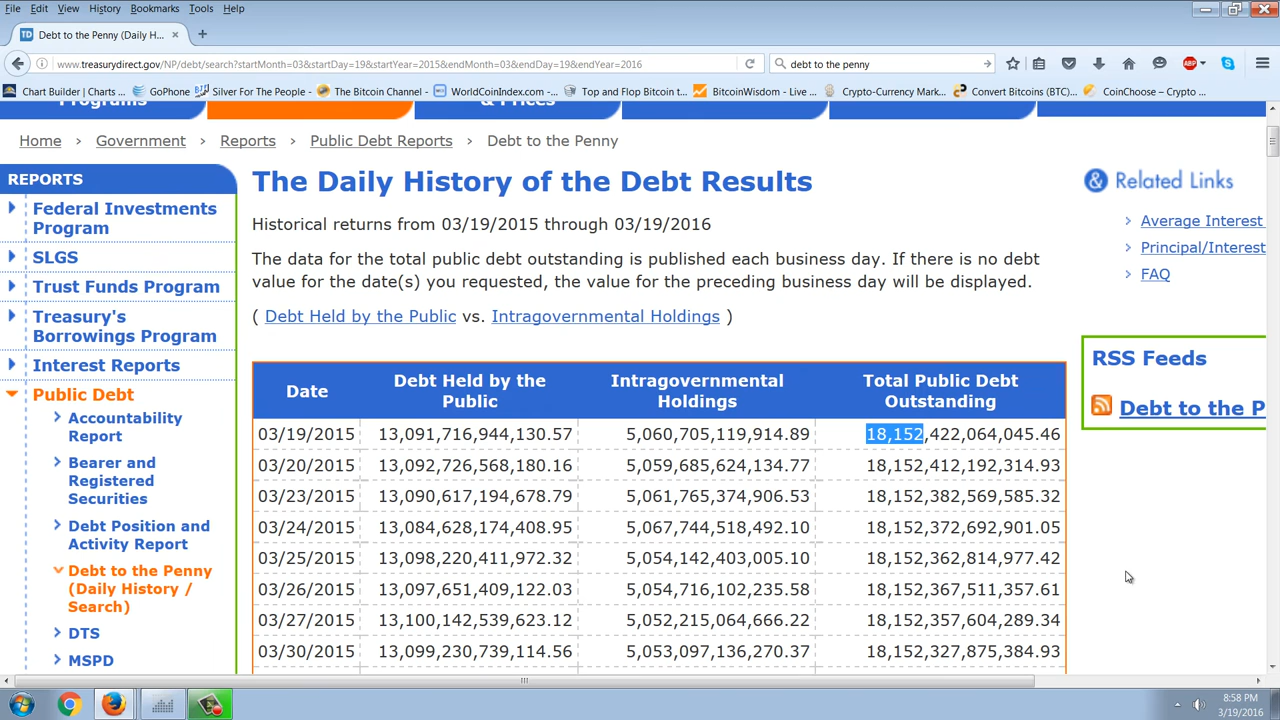 File Edit View History Bookmarks Tools Help
TD Debt to the Penny (Daily H...
www.treasurydirect.gov/NP/debt/search?startMonth=03&startDay=19&startYear=2015&endMonth=03&endDay=19&endYear=2016
debt to the penny
ABP
Chart Builder | Charts ... GoPhone Silver For The People - The Bitcoin Channel WorldCoinIndex.com -... Top and Flop Bitcoin t... BitcoinWisdom - Live ... Crypto-Currency Mark... Convert Bitcoins (BTC)... CoinChoose – Crypto ...
Programs & Prices
Home > Government > Reports > Public Debt Reports > Debt to the Penny
REPORTS
Federal Investments
Program
SLGS
Trust Funds Program
Treasury's
Borrowings Program
Interest Reports
Public Debt
Accountability
Report
Bearer and
Registered
Securities
Debt Position and
Activity Report
Debt to the Penny
(Daily History /
Search)
DTS
MSPD
The Daily History of the Debt Results
Historical returns from 03/19/2015 through 03/19/2016
The data for the total public debt outstanding is published each business day. If there is no debt
value for the date(s) you requested, the value for the preceding business day will be displayed.
( Debt Held by the Public vs. Intragovernmental Holdings )
Date Debt Held by the Public Intragovernmental Holdings Total Public Debt Outstanding
03/19/2015 13,091,716,944,130.57 5,060,705,119,914.89 18,152,422,064,045.46
03/20/2015 13,092,726,568,180.16 5,059,685,624,134.77 18,152,412,192,314.93
03/23/2015 13,090,617,194,678.79 5,061,765,374,906.53 18,152,382,569,585.32
03/24/2015 13,084,628,174,408.95 5,067,744,518,492.10 18,152,372,692,901.05
03/25/2015 13,098,220,411,972.32 5,054,142,403,005.10 18,152,362,814,977.42
03/26/2015 13,097,651,409,122.03 5,054,716,102,235.58 18,152,367,511,357.61
03/27/2015 13,100,142,539,623.12 5,052,215,064,666.22 18,152,357,604,289.34
03/30/2015 13,099,230,739,114.56 5,053,097,136,270.37 18,152,327,875,384.93
& Related Links
Average Interest
Principal/Interest
FAQ
RSS Feeds
Debt to the P
8:58 PM
3/19/2016